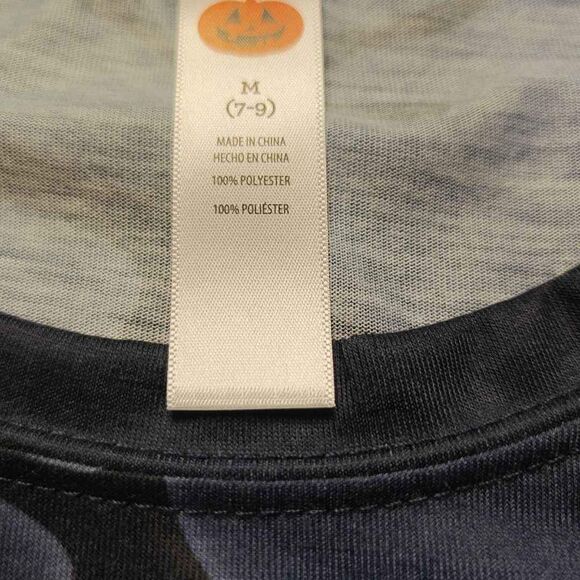 M
(7-9)
MADE IN CHINA
HECHO EN CHINA
100% POLYESTER
100% POLIÉSTER